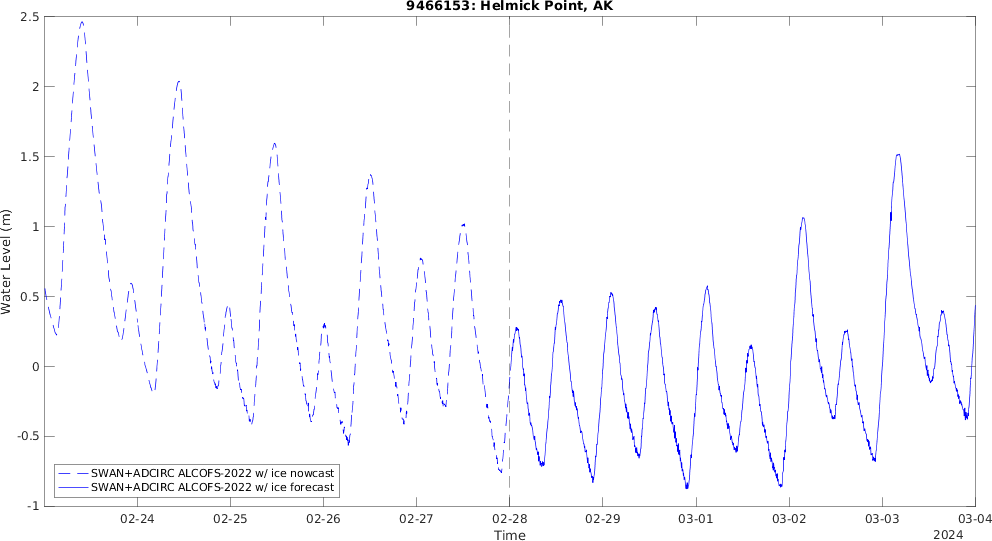 9466153: Helmick Point, AK
2.5
2
1.5
1
0.5
0
-0.5
-1
Water Level (m)
SWAN+ADCIRC ALCOFS-2022 w/ ice nowcast
SWAN+ADCIRC ALCOFS-2022 w/ ice forecast
02-24 02-25 02-26 02-27 02-28 02-29 03-01 03-02 03-03 03-04
Time
2024